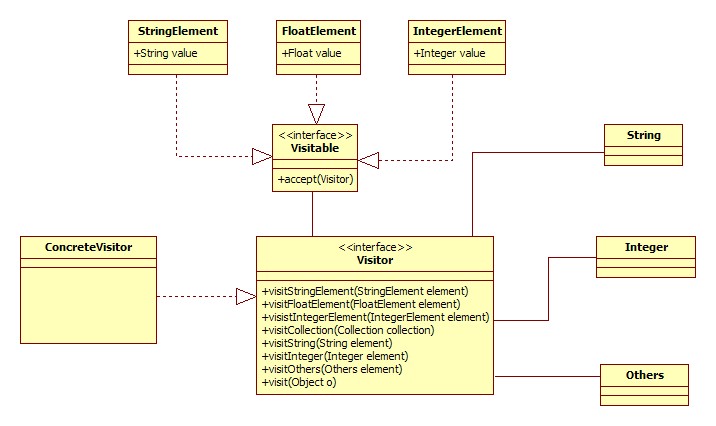 StringElement
+String value
FloatElement
+Float value
IntegerElement
+Integer value
<<interface>>
Visitable
+accept(Visitor)
String
ConcreteVisitor
<<interface>>
Visitor
+visitStringElement(StringElement element)
+visitFloatElement(FloatElement element)
+visistIntegerElement(IntegerElement element)
+visitCollection(Collection collection)
+visitString(String element)
+visitInteger(Integer element)
+visitOthers(Others element)
+visit(Object o)
Integer
Others